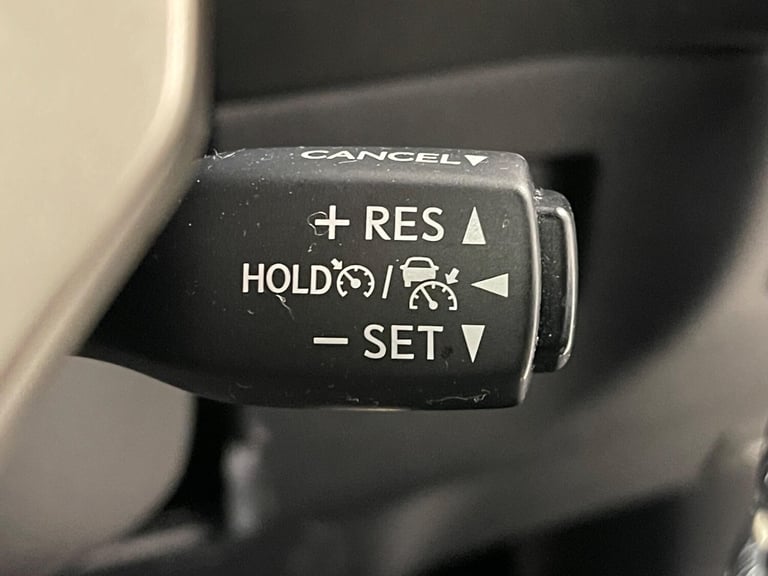 CANCEL▼
+ RES ▲
HOLD / ◀
− SET ▼